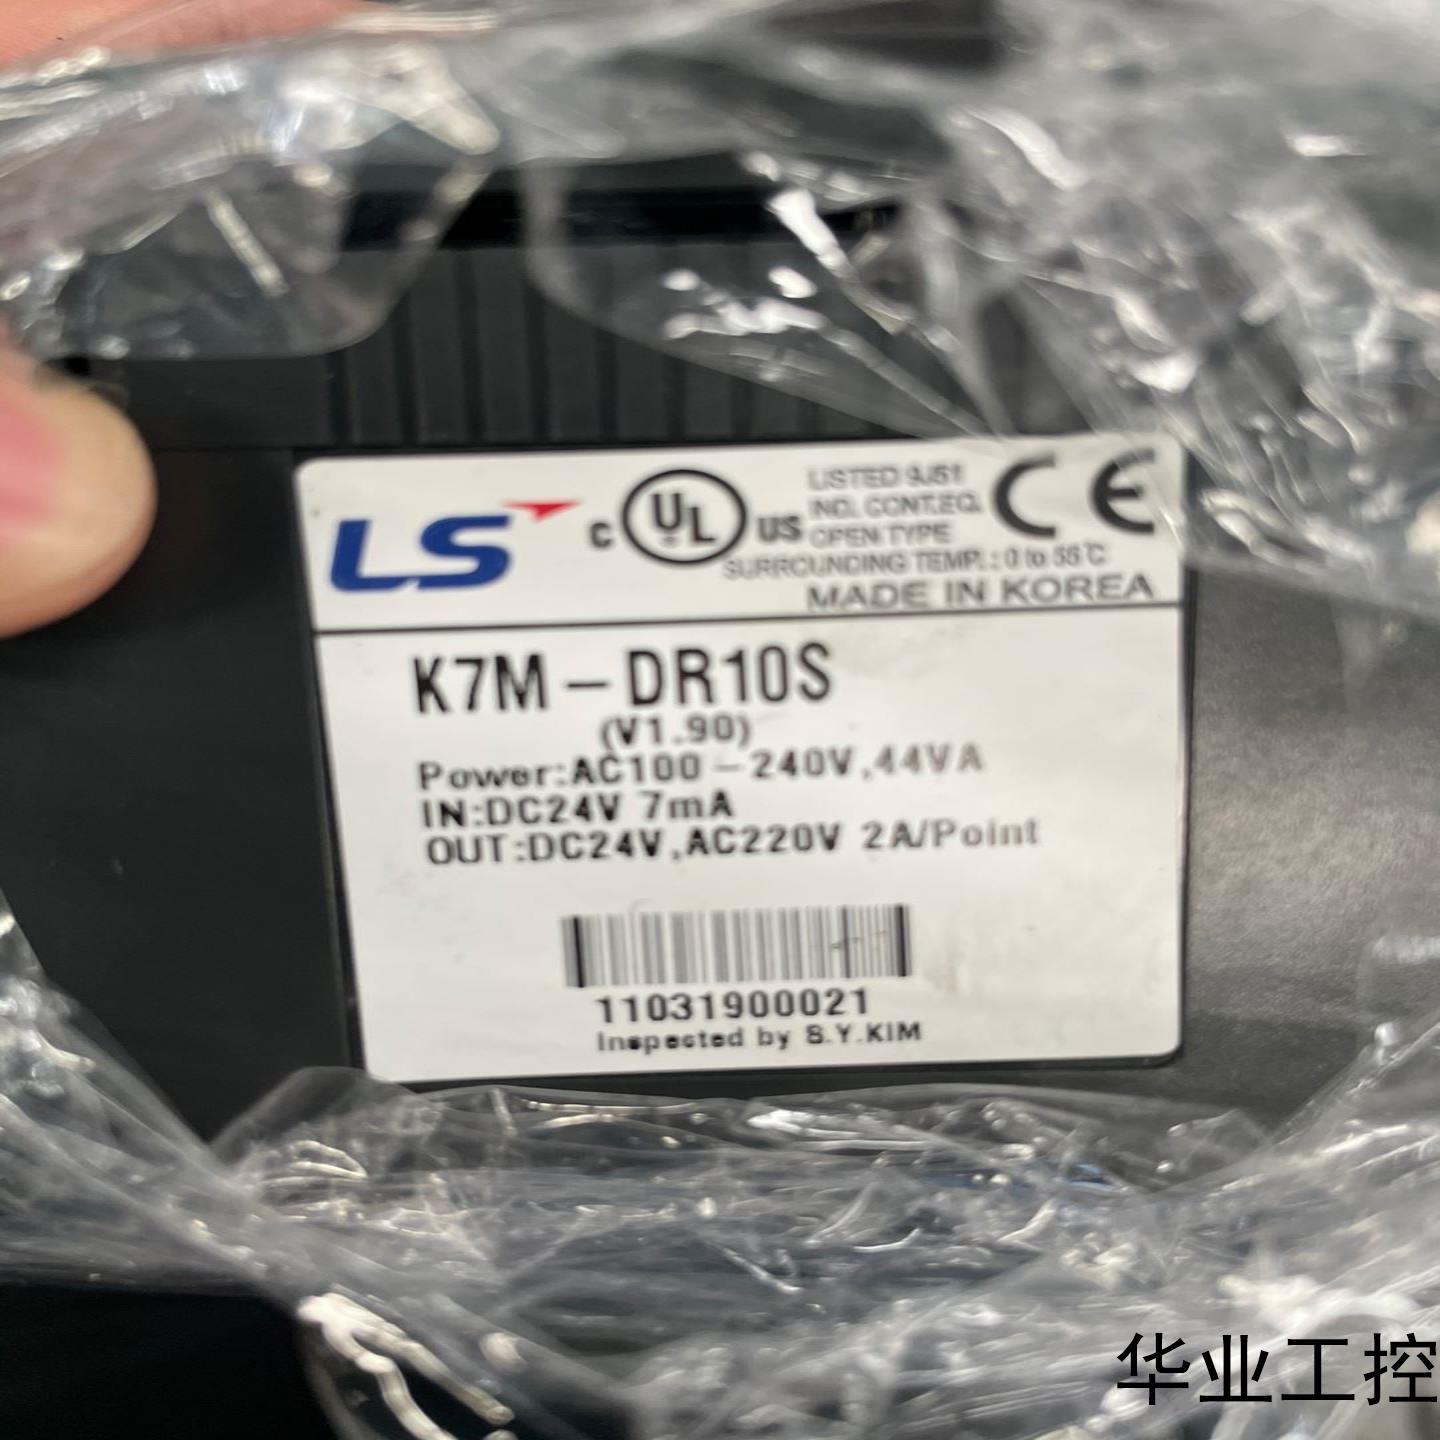 LS
C UL US
LISTED 9J51
IND. CONT.EQ.
OPEN TYPE
SURROUNDING TEMP. : 0 to 55℃
CE
MADE IN KOREA
K7M-DR10S
(V1.90)
Power:AC100-240V,44VA
IN:DC24V 7mA
OUT:DC24V,AC220V 2A/Point
11031900021
Inspected by S.Y.KIM
华业工控